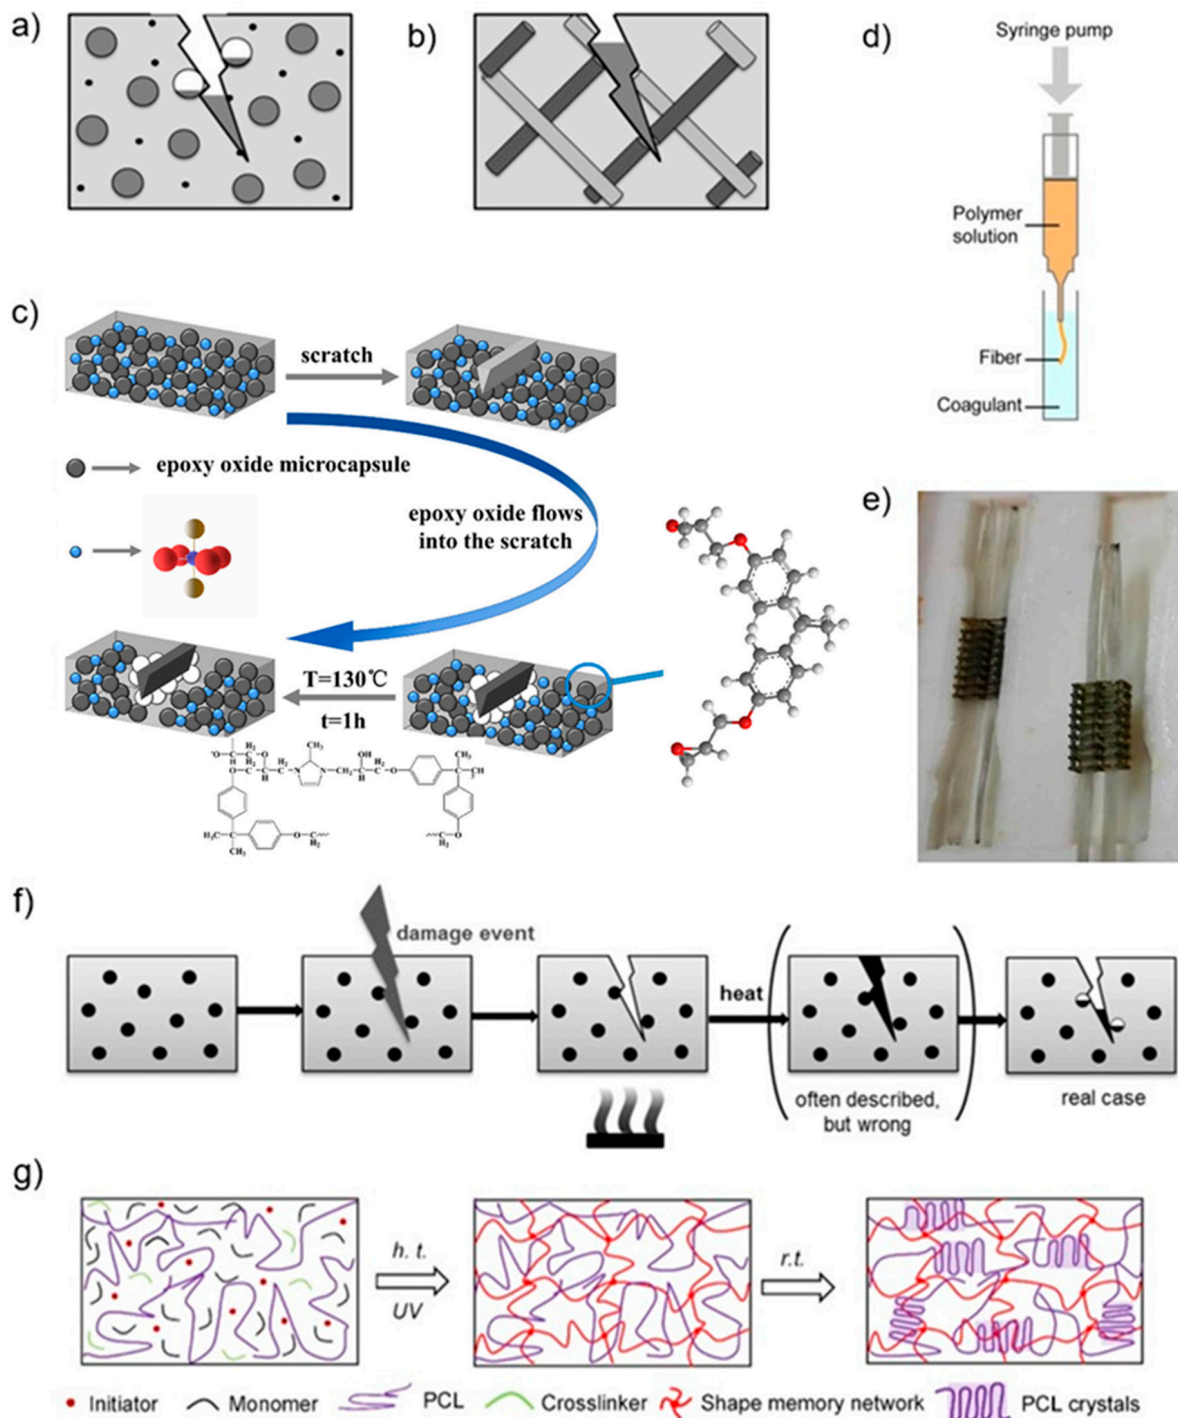 a)
b)
d)
Syringe pump
Polymer
solution
Fiber
Coagulant
c)
scratch
epoxy oxide microcapsule
epoxy oxide flows
into the scratch
T=130℃
t=1h
e)
f)
damage event
heat
often described,
but wrong
real case
g)
h. t.
UV
r.t.
Initiator
Monomer
PCL
Crosslinker
Shape memory network
PCL crystals